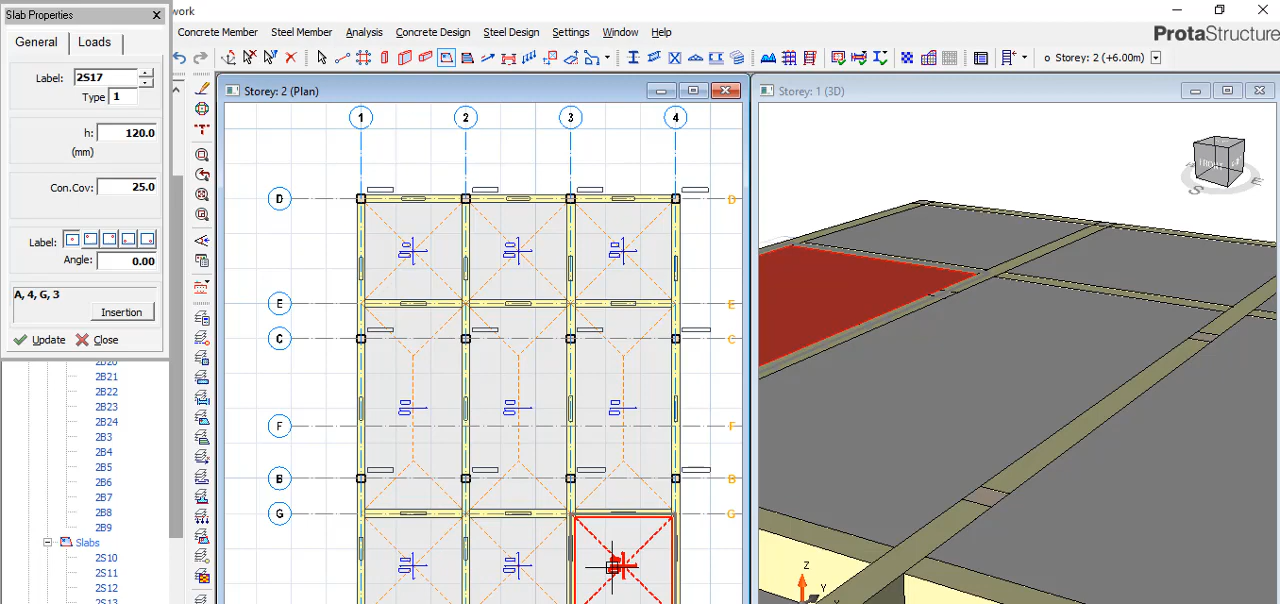 Slab Properties
work
General
Loads
Label: 2S17
Type 1
h: 120.0
(mm)
Con.Cov: 25.0
Label:
Angle: 0.00
A, 4, G, 3
Insertion
Update
Close
Concrete Member
Steel Member
Analysis
Concrete Design
Steel Design
Settings
Window
Help
ProtaStructure
Storey: 2 (+6.00m)
2B20
2B21
2B22
2B23
2B24
2B3
2B4
2B5
2B6
2B7
2B8
2B9
Slabs
2S10
2S11
2S12
2S13
Storey: 2 (Plan)
1
2
3
4
D
D
E
E
C
C
F
F
B
B
G
G
Storey: 1 (3D)
FRONT
S
E
Z
Y
X